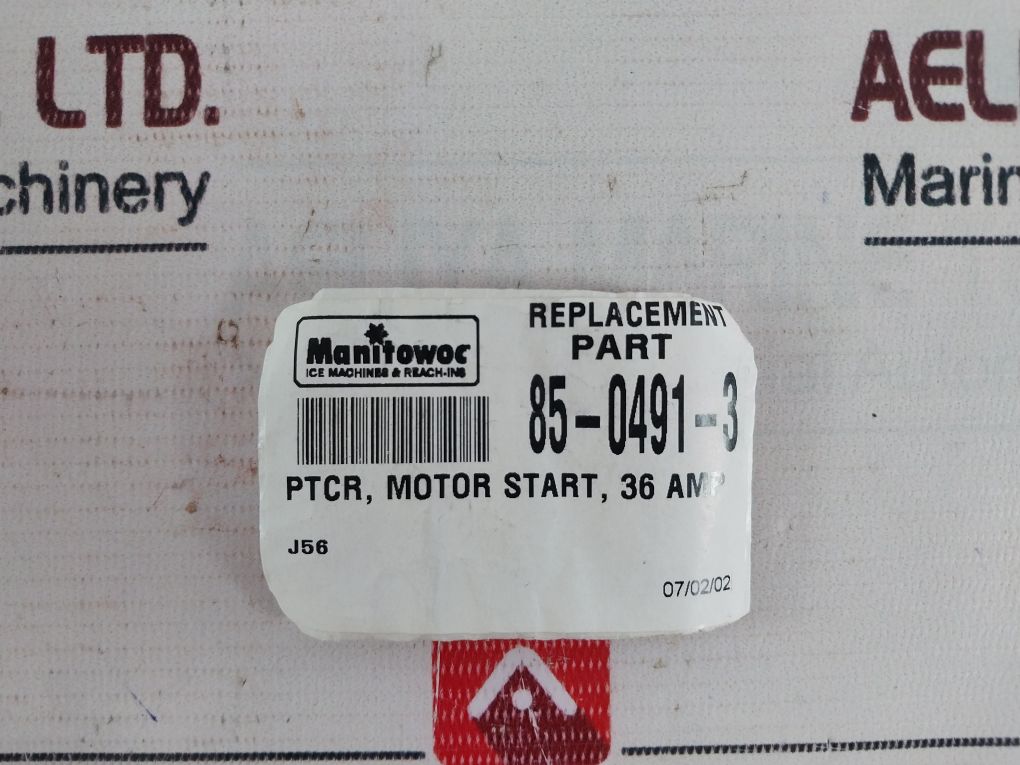 LTD.
AEL
chinery
Marin
Manitowoc
ICE MACHINES & REACH-INS
REPLACEMENT
PART
85-0491-3
PTCR, MOTOR START, 36 AMP
J56
07/02/02